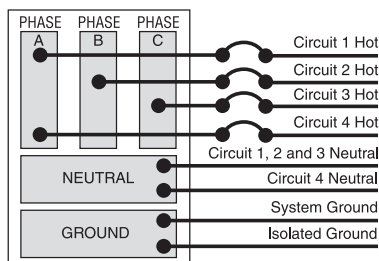 PHASE PHASE PHASE
A B C
Circuit 1 Hot
Circuit 2 Hot
Circuit 3 Hot
Circuit 4 Hot
Circuit 1, 2 and 3 Neutral
NEUTRAL
Circuit 4 Neutral
System Ground
GROUND
Isolated Ground